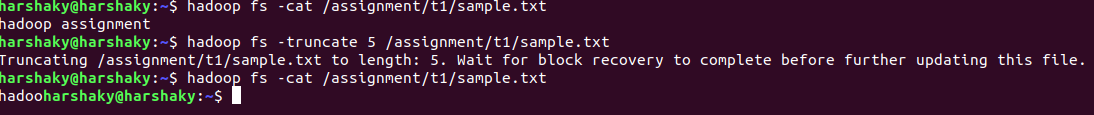 harshaky@harshaky:~$ hadoop fs -cat /assignment/t1/sample.txt
hadoop assignment
harshaky@harshaky:~$ hadoop fs -truncate 5 /assignment/t1/sample.txt
Truncating /assignment/t1/sample.txt to length: 5. Wait for block recovery to complete before further updating this file.
harshaky@harshaky:~$ hadoop fs -cat /assignment/t1/sample.txt
hadooharshaky@harshaky:~$